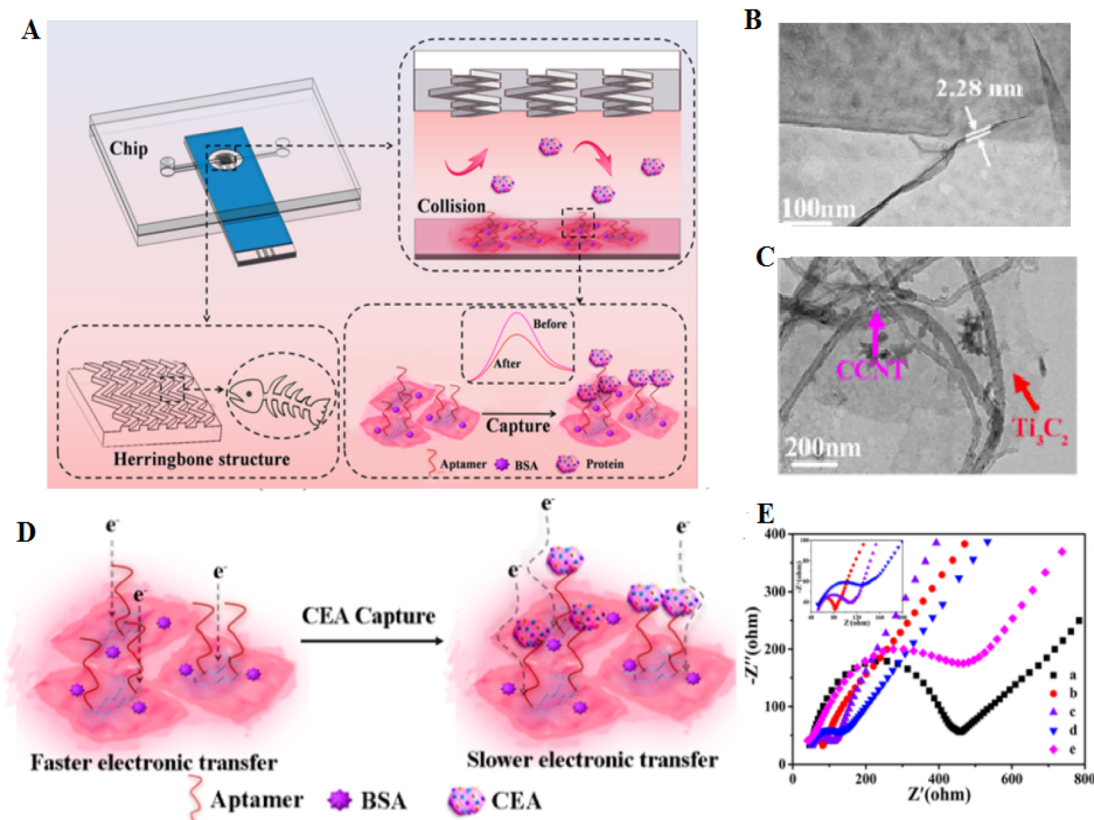 A
Chip
Collision
Herringbone structure
Before
After
Capture
Aptamer BSA Protein
B
2.28 nm
100nm
C
CCNT
Ti₃C₂
200nm
D
e⁻
e⁻
e⁻
CEA Capture
e⁻
e⁻
e⁻
Faster electronic transfer
Slower electronic transfer
Aptamer BSA CEA
E
400
300
200
100
0
-Z''(ohm)
0 200 400 600 800
Z'(ohm)
a
b
c
d
e
-Z''(ohm)
Z'(ohm)